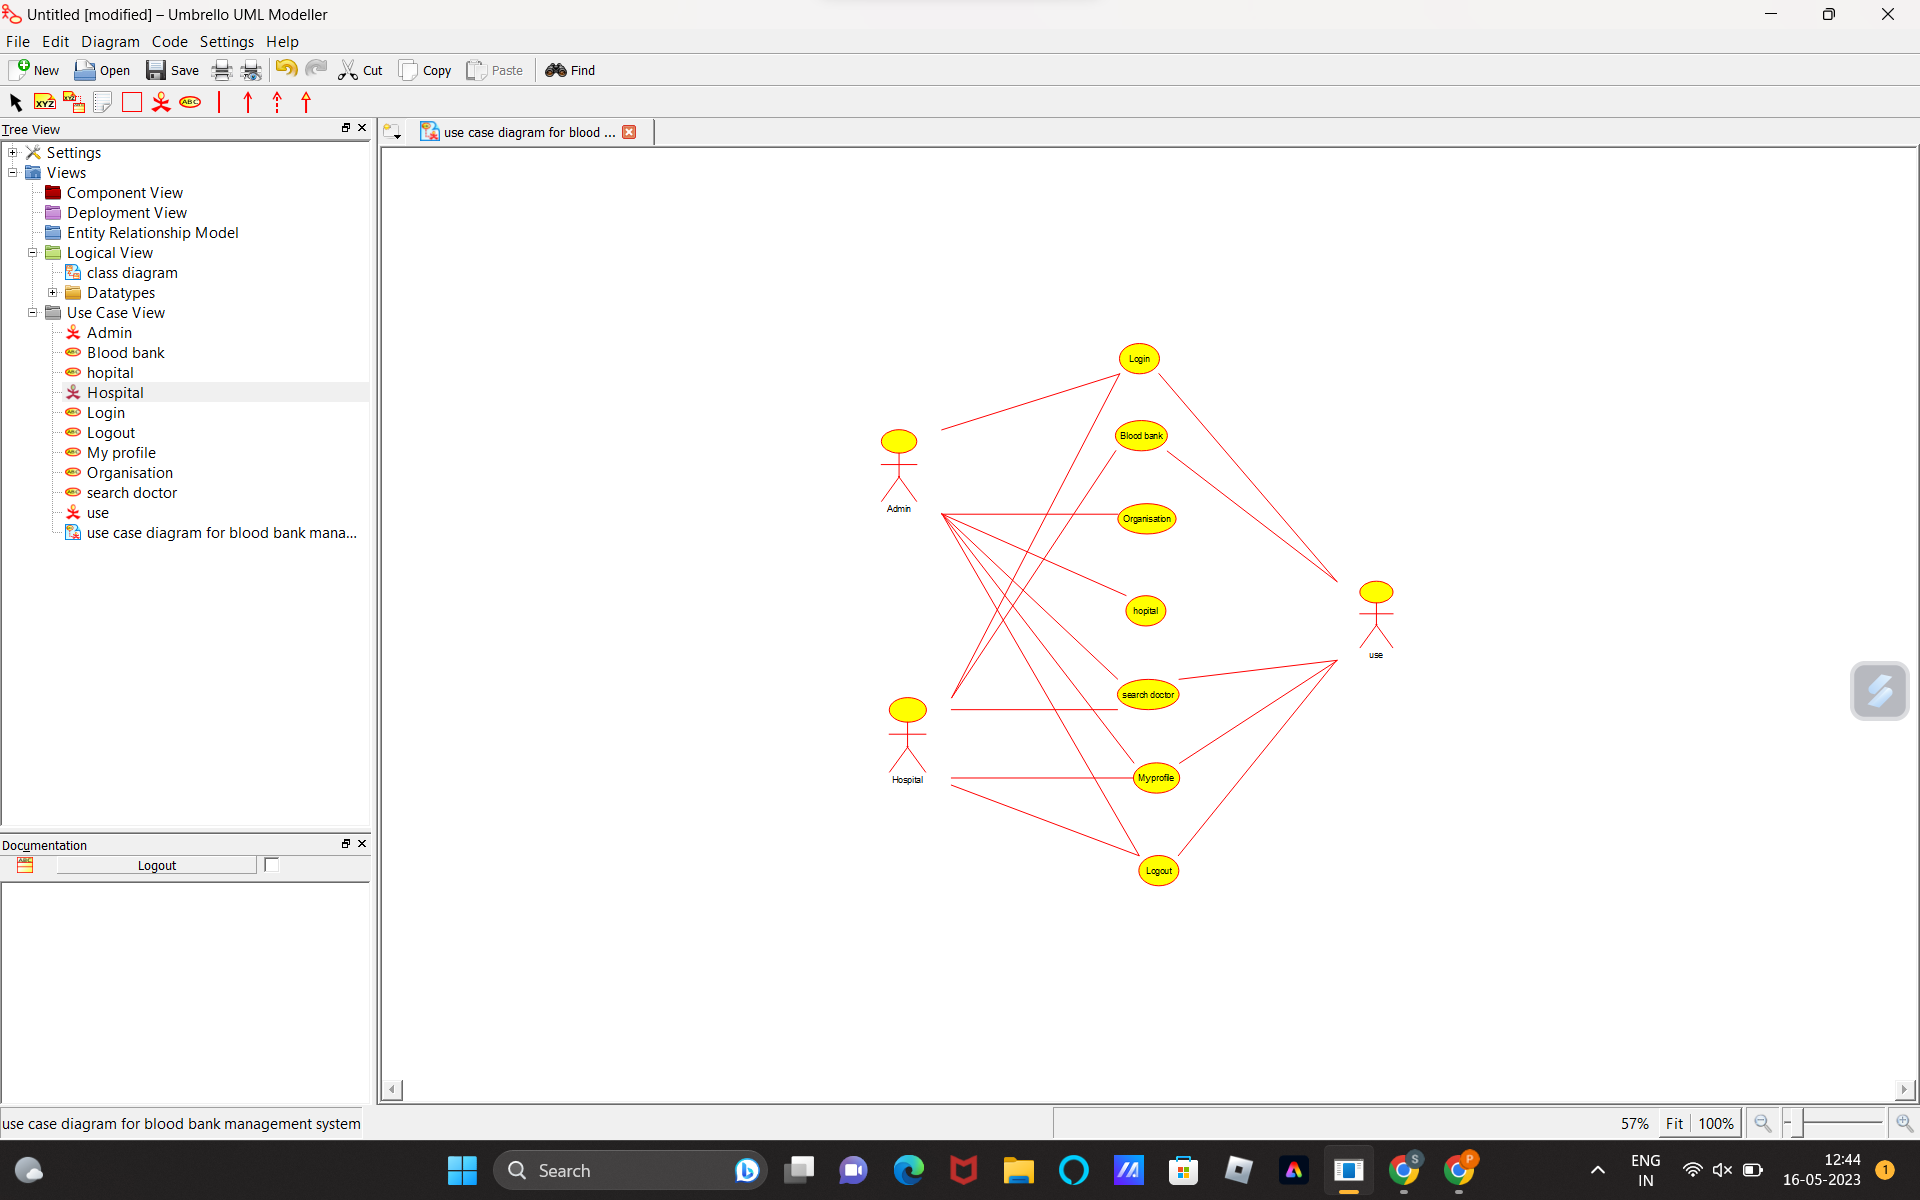 Untitled [modified] – Umbrello UML Modeller
File Edit Diagram Code Settings Help
New Open Save Cut Copy Paste Find
XYZ XYZ ABC
Tree View
use case diagram for blood ...
Settings
Views
Component View
Deployment View
Entity Relationship Model
Logical View
class diagram
Datatypes
Use Case View
Admin
Blood bank
hopital
Hospital
Login
Logout
My profile
Organisation
search doctor
use
use case diagram for blood bank mana...
Login
Blood bank
Admin
Organisation
hopital
use
search doctor
Hospital
Myprofile
Logout
Documentation
Logout
use case diagram for blood bank management system
57% Fit 100%
Search
S
P
ENG
IN
12:44
16-05-2023
1